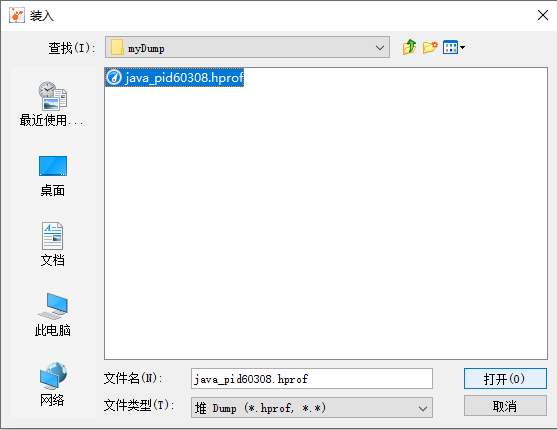 装入
查找(I):
myDump
java_pid60308.hprof
最近使用...
桌面
文档
此电脑
网络
文件名(N):
java_pid60308.hprof
打开(O)
文件类型(T):
堆 Dump (*.hprof, *.*)
取消